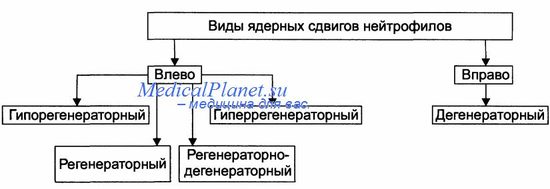 Виды ядерных сдвигов нейтрофилов
Влево
Вправо
MedicalPlanet.su
– медицина для вас.
Гипорегенераторный
Гиперрегенераторный
Дегенераторный
Регенераторный
Регенераторно-
дегенераторный